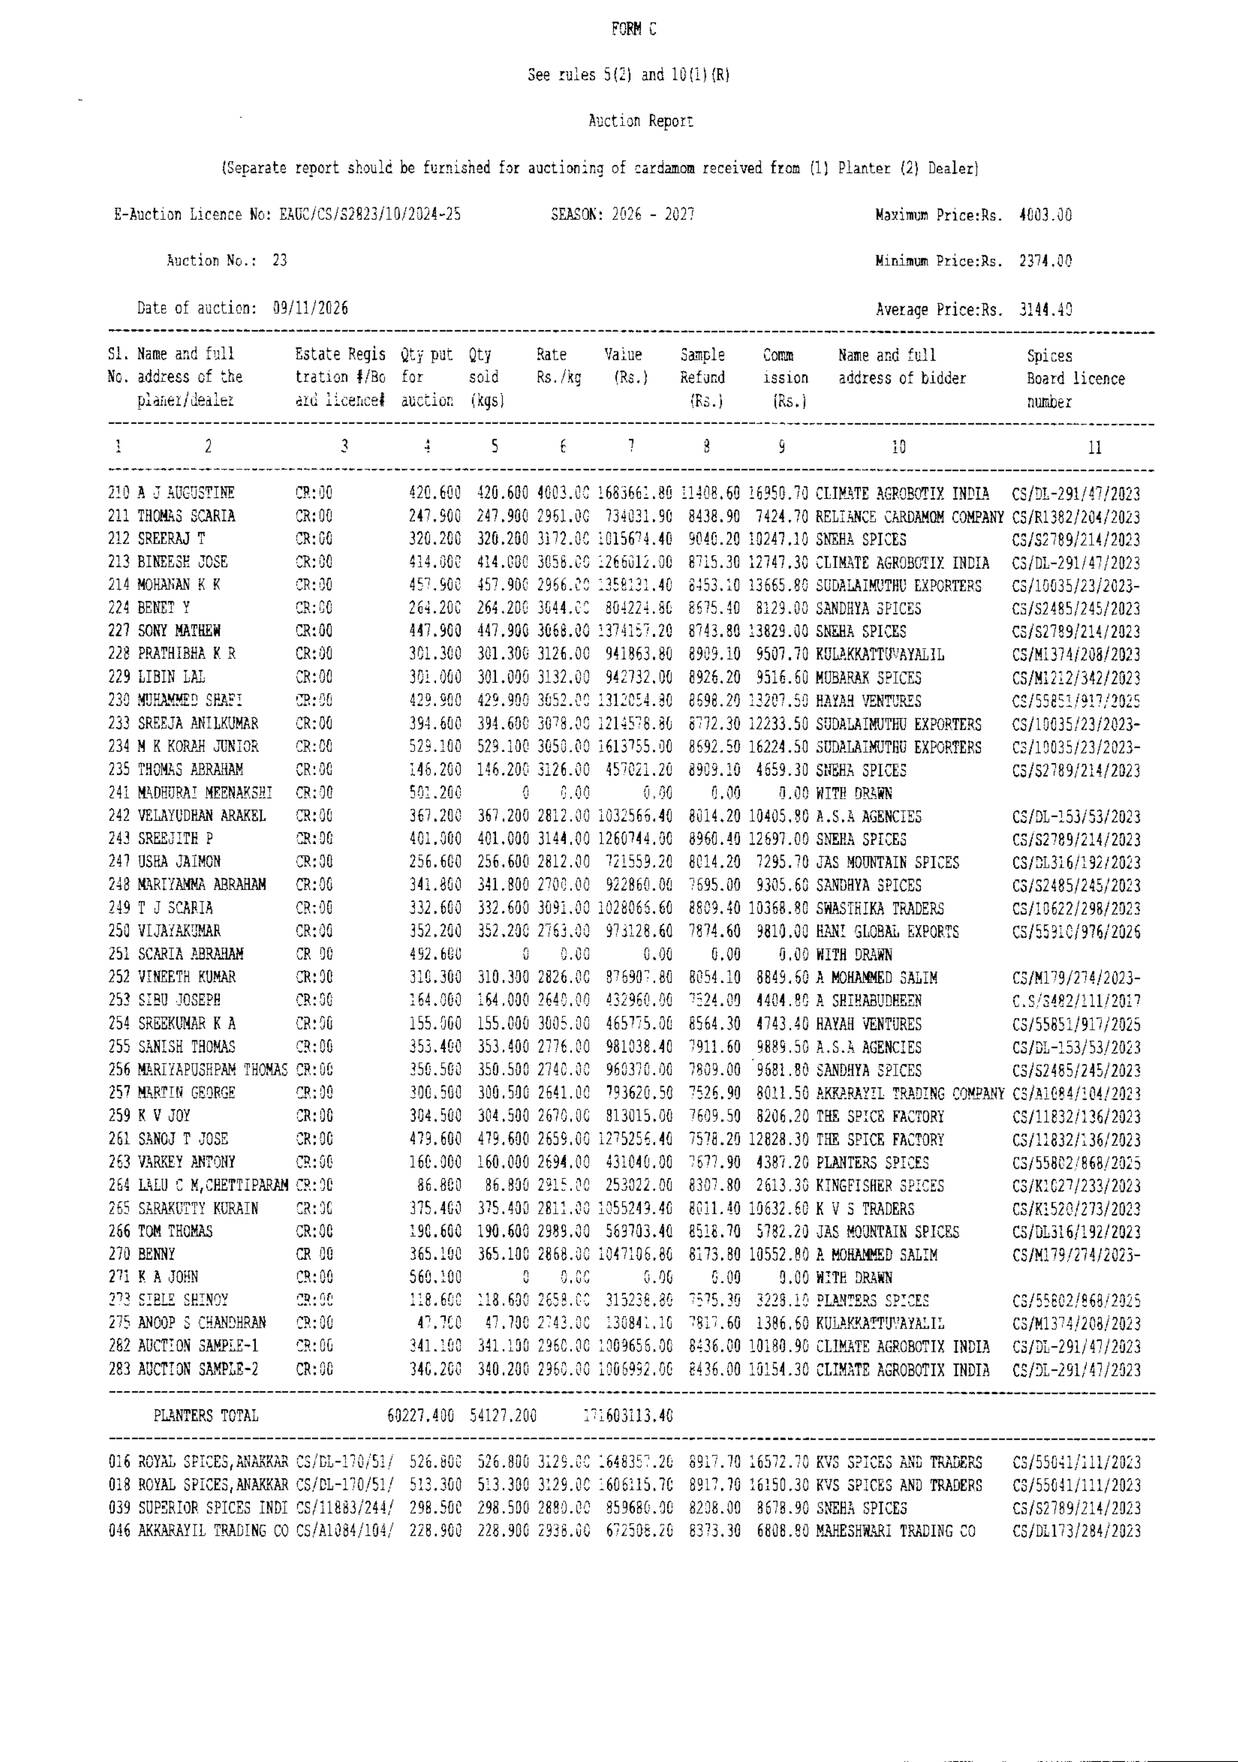 FORM C
See rules 5(2) and 10(1)(R)
Auction Report
(Separate report should be furnished for auctioning of cardamom received from (1) Planter (2) Dealer)
E-Auction Licence No: EAUC/CS/S2823/10/2024-25 SEASON: 2026 - 2027 Maximum Price:Rs. 4003.00
Auction No.: 23 Minimum Price:Rs. 2374.00
Date of auction: 09/11/2026 Average Price:Rs. 3144.40
Sl. Name and full Estate Regis Qty put Qty Rate Value Sample Comm Name and full Spices
No. address of the tration #/Bo for sold Rs./kg (Rs.) Refund ission address of bidder Board licence
planer/dealer ard licence# auction (kgs) (Rs.) (Rs.) number
1 2 3 4 5 6 7 8 9 10 11
210 A J AUGUSTINE CR:00 420.600 420.600 4003.00 1683661.80 11408.60 16950.70 CLIMATE AGROBOTIX INDIA CS/DL-291/47/2023
211 THOMAS SCARIA CR:00 247.900 247.900 2961.00 734031.90 8438.90 7424.70 RELIANCE CARDAMOM COMPANY CS/R1382/204/2023
212 SREERAJ T CR:00 320.200 320.200 3172.00 1015674.40 9040.20 10247.10 SNEHA SPICES CS/S2789/214/2023
213 BINEESH JOSE CR:00 414.000 414.000 3058.00 1266012.00 8715.30 12747.30 CLIMATE AGROBOTIX INDIA CS/DL-291/47/2023
214 MOHANAN K K CR:00 457.900 457.900 2966.00 1358131.40 8453.10 13665.80 SUDALAIMUTHU EXPORTERS CS/10035/23/2023-
224 BENET Y CR:00 264.200 264.200 3044.00 804224.80 8675.40 8129.00 SANDHYA SPICES CS/S2485/245/2023
227 SONY MATHEW CR:00 447.900 447.900 3068.00 1374157.20 8743.80 13829.00 SNEHA SPICES CS/S2789/214/2023
228 PRATHIBHA K R CR:00 301.300 301.300 3126.00 941863.80 8909.10 9507.70 KULAKKATTUVAYALIL CS/M1374/208/2023
229 LIBIN LAL CR:00 301.000 301.000 3132.00 942732.00 8926.20 9516.60 MUBARAK SPICES CS/M1212/342/2023
230 MUHAMMED SHAFI CR:00 429.900 429.900 3052.00 1312054.80 8698.20 13207.50 HAYAH VENTURES CS/55851/917/2025
233 SREEJA ANILKUMAR CR:00 394.600 394.600 3078.00 1214578.80 8772.30 12233.50 SUDALAIMUTHU EXPORTERS CS/10035/23/2023-
234 M K KORAH JUNIOR CR:00 529.100 529.100 3050.00 1613755.00 8692.50 16224.50 SUDALAIMUTHU EXPORTERS CS/10035/23/2023-
235 THOMAS ABRAHAM CR:00 146.200 146.200 3126.00 457021.20 8909.10 4659.30 SNEHA SPICES CS/S2789/214/2023
241 MADHURAI MEENAKSHI CR:00 501.200 0 0.00 0.00 0.00 0.00 WITH DRAWN
242 VELAYUDHAN ARAKEL CR:00 367.200 367.200 2812.00 1032566.40 8014.20 10405.80 A.S.A AGENCIES CS/DL-153/53/2023
243 SREEJITH P CR:00 401.000 401.000 3144.00 1260744.00 8960.40 12697.00 SNEHA SPICES CS/S2789/214/2023
247 USHA JAIMON CR:00 256.600 256.600 2812.00 721559.20 8014.20 7295.70 JAS MOUNTAIN SPICES CS/DL316/192/2023
248 MARIYAMMA ABRAHAM CR:00 341.800 341.800 2700.00 922860.00 7695.00 9305.60 SANDHYA SPICES CS/S2485/245/2023
249 T J SCARIA CR:00 332.600 332.600 3091.00 1028066.60 8809.40 10368.80 SWASTHIKA TRADERS CS/10622/298/2023
250 VIJAYAKUMAR CR:00 352.200 352.200 2763.00 973128.60 7874.60 9810.00 HANI GLOBAL EXPORTS CS/55910/976/2026
251 SCARIA ABRAHAM CR 00 492.600 0 0.00 0.00 0.00 0.00 WITH DRAWN
252 VINEETH KUMAR CR:00 310.300 310.300 2826.00 876907.80 8054.10 8849.60 A MOHAMMED SALIM CS/M179/274/2023-
253 SIBU JOSEPH CR:00 164.000 164.000 2640.00 432960.00 7524.00 4404.80 A SHIHABUDHEEN C.S/S482/111/2017
254 SREEKUMAR K A CR:00 155.000 155.000 3005.00 465775.00 8564.30 4743.40 HAYAH VENTURES CS/55851/917/2025
255 SANISH THOMAS CR:00 353.400 353.400 2776.00 981038.40 7911.60 9889.50 A.S.A AGENCIES CS/DL-153/53/2023
256 MARIYAPUSHPAM THOMAS CR:00 350.500 350.500 2740.00 960370.00 7809.00 9681.80 SANDHYA SPICES CS/S2485/245/2023
257 MARTIN GEORGE CR:00 300.500 300.500 2641.00 793620.50 7526.90 8011.50 AKKARAYIL TRADING COMPANY CS/A1084/104/2023
259 K V JOY CR:00 304.500 304.500 2670.00 813015.00 7609.50 8206.20 THE SPICE FACTORY CS/11832/136/2023
261 SANOJ T JOSE CR:00 479.600 479.600 2659.00 1275256.40 7578.20 12828.30 THE SPICE FACTORY CS/11832/136/2023
263 VARKEY ANTONY CR:00 160.000 160.000 2694.00 431040.00 7677.90 4387.20 PLANTERS SPICES CS/55802/868/2025
264 LALU C M,CHETTIPARAM CR:00 86.800 86.800 2915.00 253022.00 8307.80 2613.30 KINGFISHER SPICES CS/K1027/233/2023
265 SARAKUTTY KURAIN CR:00 375.400 375.400 2811.00 1055249.40 8011.40 10632.60 K V S TRADERS CS/K1520/273/2023
266 TOM THOMAS CR:00 190.600 190.600 2989.00 569703.40 8518.70 5782.20 JAS MOUNTAIN SPICES CS/DL316/192/2023
270 BENNY CR 00 365.100 365.100 2868.00 1047106.80 8173.80 10552.80 A MOHAMMED SALIM CS/M179/274/2023-
271 K A JOHN CR:00 560.100 0 0.00 0.00 0.00 0.00 WITH DRAWN
273 SIBLE SHINOY CR:00 118.600 118.600 2658.00 315238.80 7575.30 3228.10 PLANTERS SPICES CS/55802/868/2025
275 ANOOP S CHANDHRAN CR:00 47.700 47.700 2743.00 130841.10 7817.60 1386.60 KULAKKATTUVAYALIL CS/M1374/208/2023
282 AUCTION SAMPLE-1 CR:00 341.100 341.100 2960.00 1009656.00 8436.00 10180.90 CLIMATE AGROBOTIX INDIA CS/DL-291/47/2023
283 AUCTION SAMPLE-2 CR:00 340.200 340.200 2960.00 1006992.00 8436.00 10154.30 CLIMATE AGROBOTIX INDIA CS/DL-291/47/2023
PLANTERS TOTAL 60227.400 54127.200 171603113.40
016 ROYAL SPICES,ANAKKAR CS/DL-170/51/ 526.800 526.800 3129.00 1648357.20 8917.70 16572.70 KVS SPICES AND TRADERS CS/55041/111/2023
018 ROYAL SPICES,ANAKKAR CS/DL-170/51/ 513.300 513.300 3129.00 1606115.70 8917.70 16150.30 KVS SPICES AND TRADERS CS/55041/111/2023
039 SUPERIOR SPICES INDI CS/11883/244/ 298.500 298.500 2880.00 859680.00 8208.00 8678.90 SNEHA SPICES CS/S2789/214/2023
046 AKKARAYIL TRADING CO CS/A1084/104/ 228.900 228.900 2938.00 672508.20 8373.30 6808.80 MAHESHWARI TRADING CO CS/DL173/284/2023